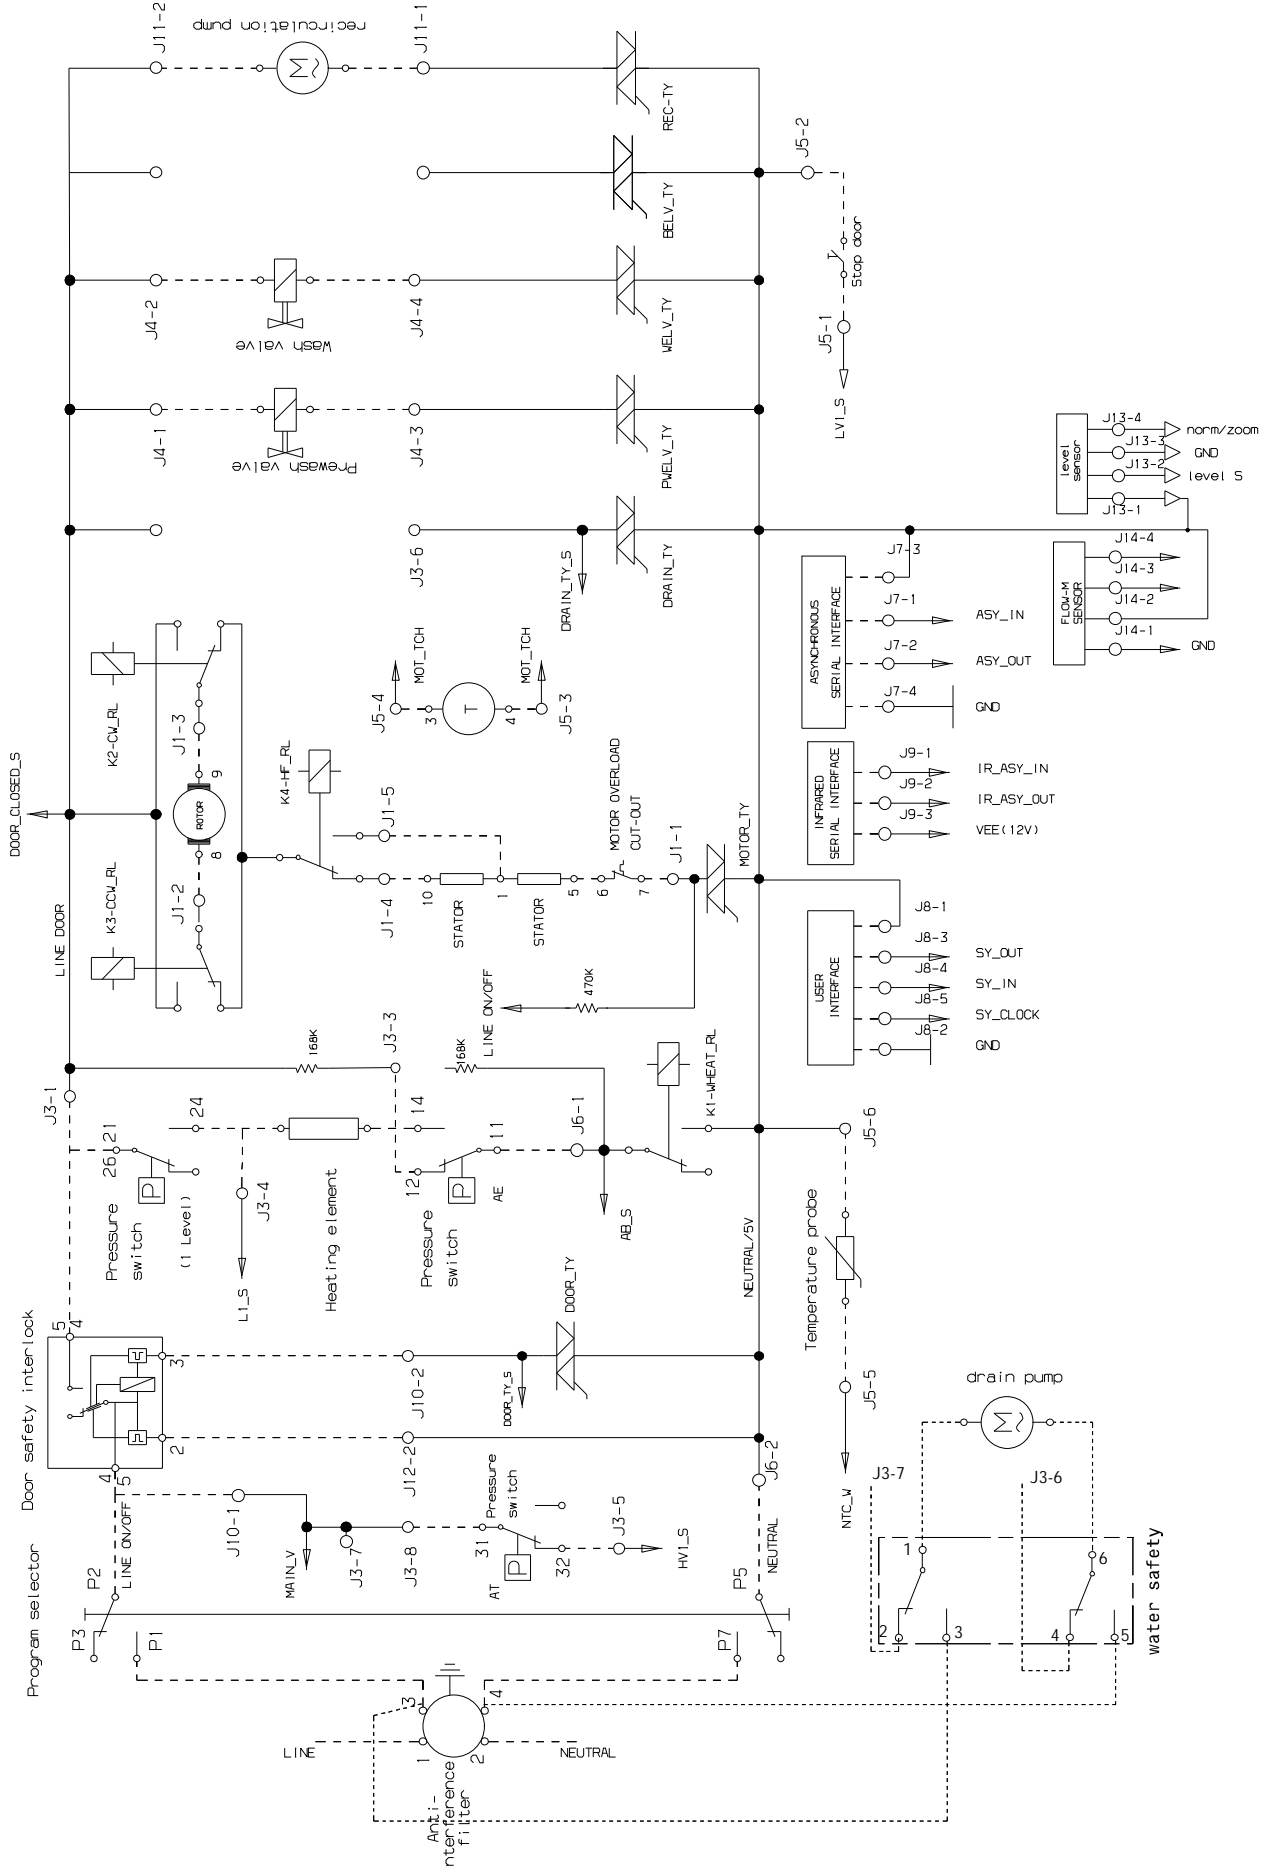 J11-2
recirculation pump
J11-1
REC-TY
BELV_TY
J5-2
Stop door
J5-1
LV1_S
J4-2
Wash valve
J4-4
WELV_TY
J4-1
Prewash valve
J4-3
PWELV_TY
level
sensor
J13-4
norm/zoom
J13-3
GND
J13-2
level S
J13-1
J3-6
DRAIN_TY_S
DRAIN_TY
FLOW-M
SENSOR
J14-4
J14-3
J14-2
J14-1
GND
ASYNCHRONOUS
SERIAL INTERFACE
J7-3
J7-1
ASY_IN
J7-2
ASY_OUT
J7-4
GND
K2-CW_RL
J1-3
9
ROTOR
8
J1-2
K3-CCW_RL
DOOR_CLOSED_S
LINE DOOR
J5-4
MOT_TCH
3
T
4
MOT_TCH
J5-3
K4-HF_RL
J1-5
J1-4
10
STATOR
1
STATOR
5
6
MOTOR OVERLOAD
CUT-OUT
7
J1-1
MOTOR_TY
INFRARED
SERIAL INTERFACE
J9-1
IR_ASY_IN
J9-2
IR_ASY_OUT
J9-3
VEE(12V)
USER
INTERFACE
J8-1
J8-3
SY_OUT
J8-4
SY_IN
J8-5
SY_CLOCK
J8-2
GND
LINE ON/OFF
470K
J3-1
168K
J3-3
168K
K1-WHEAT_RL
21
26
24
P
Pressure
switch
(1 Level)
J3-4
L1_S
Heating element
14
12
11
P
AE
Pressure
switch
J6-1
AB_S
NEUTRAL/5V
J5-6
Temperature probe
J5-5
NTC_W
Door safety interlock
5
4
3
2
4
5
J10-2
DOOR_TY_S
DOOR_TY
J12-2
J6-2
J10-1
MAIN_V
J3-7
J3-8
31
Pressure
switch
P
AT
32
J3-5
HV1_S
Program selector
P2
LINE ON/OFF
P3
P1
P5
NEUTRAL
P7
drain pump
M
J3-7
J3-6
1
2
3
6
4
5
Water safety
3
4
1
2
LINE
NEUTRAL
Anti-
nterference
filter
M